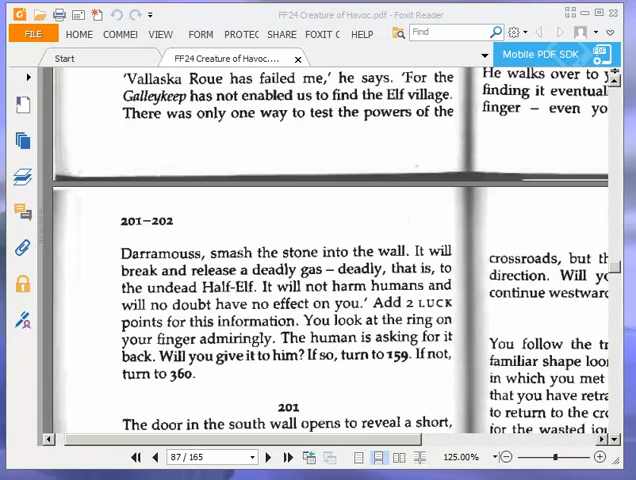 FF24 Creature of Havoc.pdf - Foxit Reader
FILE
HOME
COMMEI
VIEW
FORM
PROTEC
SHARE
FOXIT C
Find
Start
FF24 Creature of Havoc....
Mobile PDF SDK
'Vallaska Roue has failed me,' he says. 'For the
Galleykeep has not enabled us to find the Elf village.
There was only one way to test the powers of the
He walks over to y
finding it eventual
finger – even yo
201–202
Darramouss, smash the stone into the wall. It will
break and release a deadly gas – deadly, that is, to
the undead Half-Elf. It will not harm humans and
will no doubt have no effect on you.' Add 2 LUCK
points for this information. You look at the ring on
your finger admiringly. The human is asking for it
back. Will you give it to him? If so, turn to 159. If not,
turn to 360.
201
The door in the south wall opens to reveal a short,
crossroads, but th
direction. Will yo
continue westward
You follow the tr
familiar shape loor
in which you met
that you have retra
to return to the cro
for the wasted jou
87 / 165
125.00%